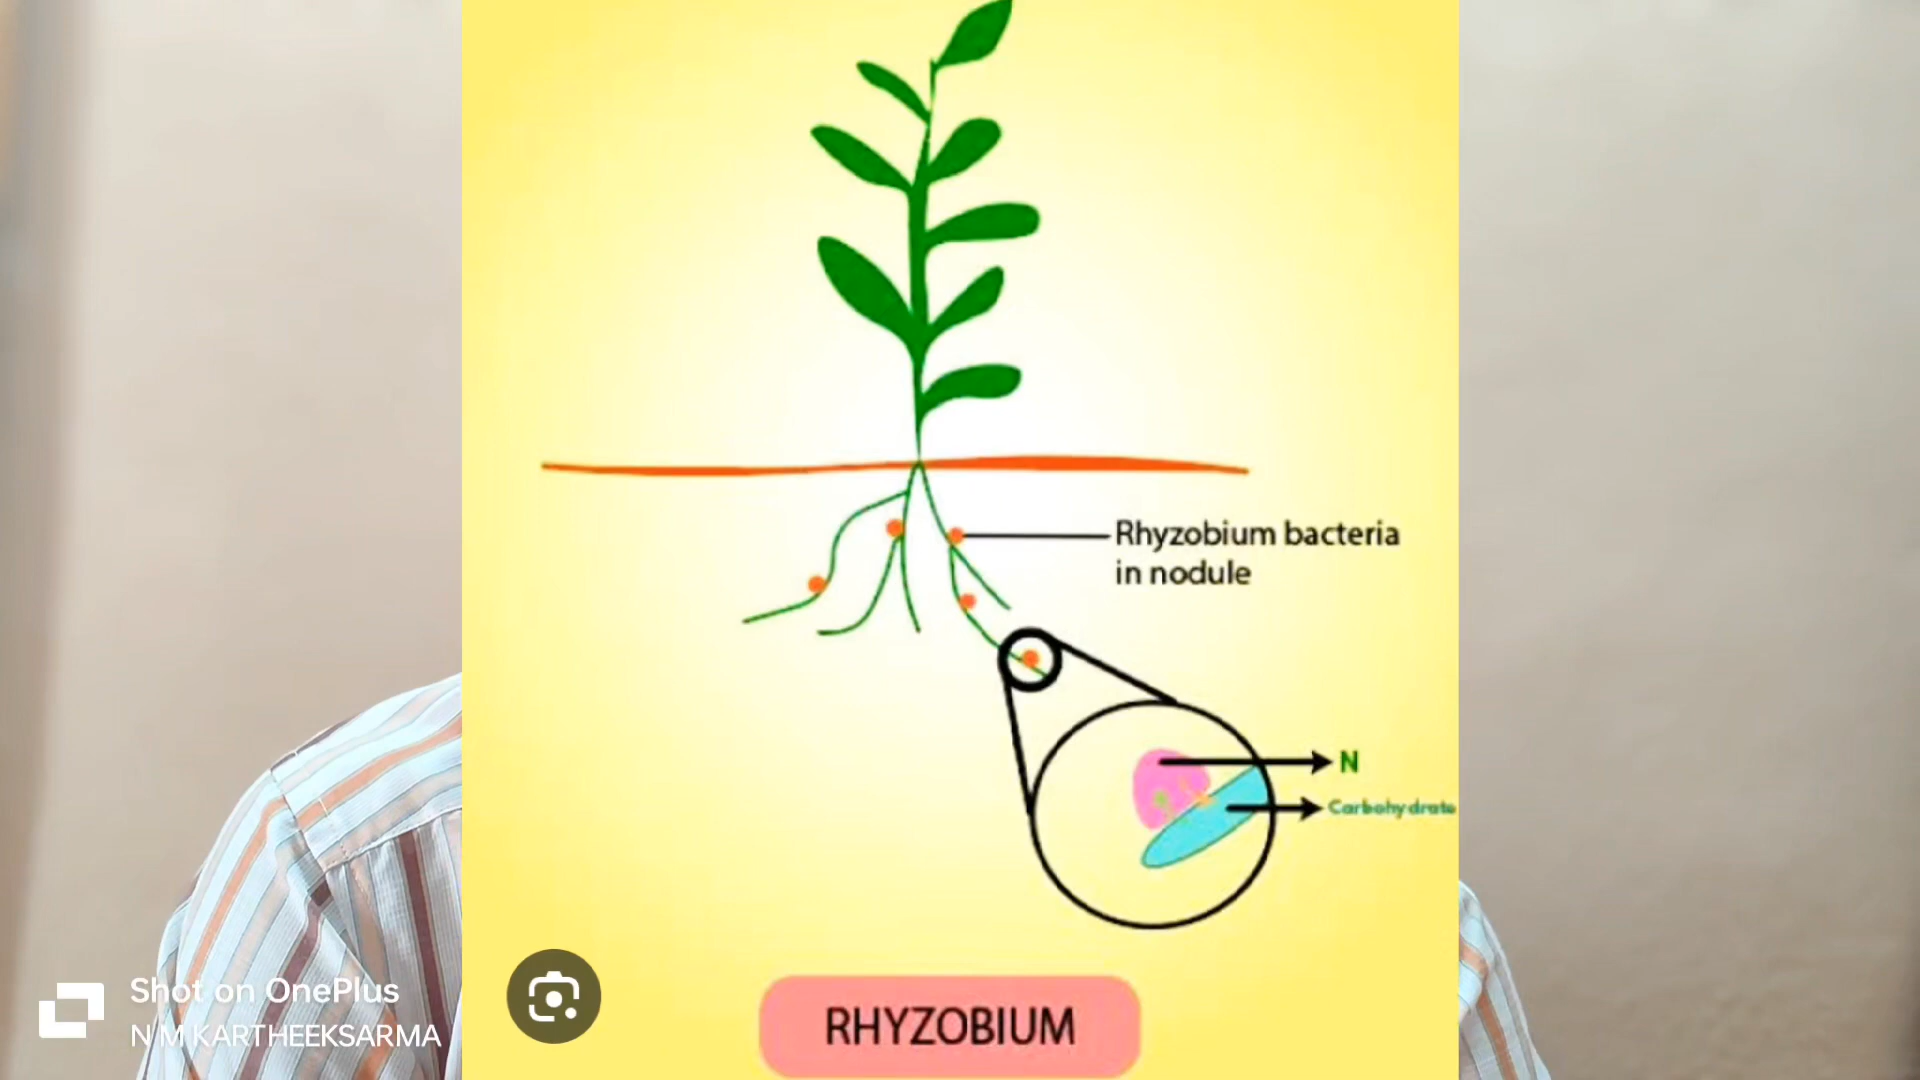 Rhyzobium bacteria
in nodule
N
Carbohydrate
RHYZOBIUM
Shot on OnePlus
N M KARTHEEKSARMA